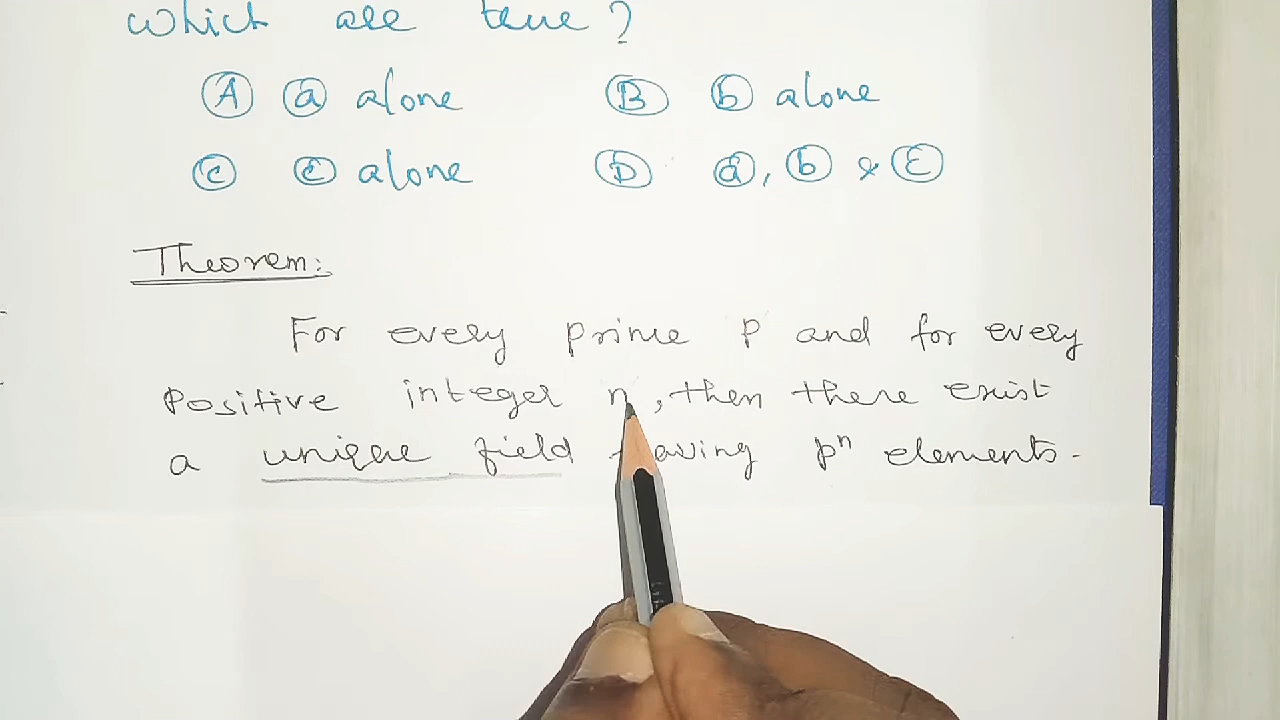 Which are true?
Ⓐ ⓐ alone Ⓑ ⓑ alone
Ⓒ ⓒ alone Ⓓ ⓐ, ⓑ & ⓒ
Theorem:
For every prime P and for every
Positive integer n, then there exist
a unique field having pⁿ elements.